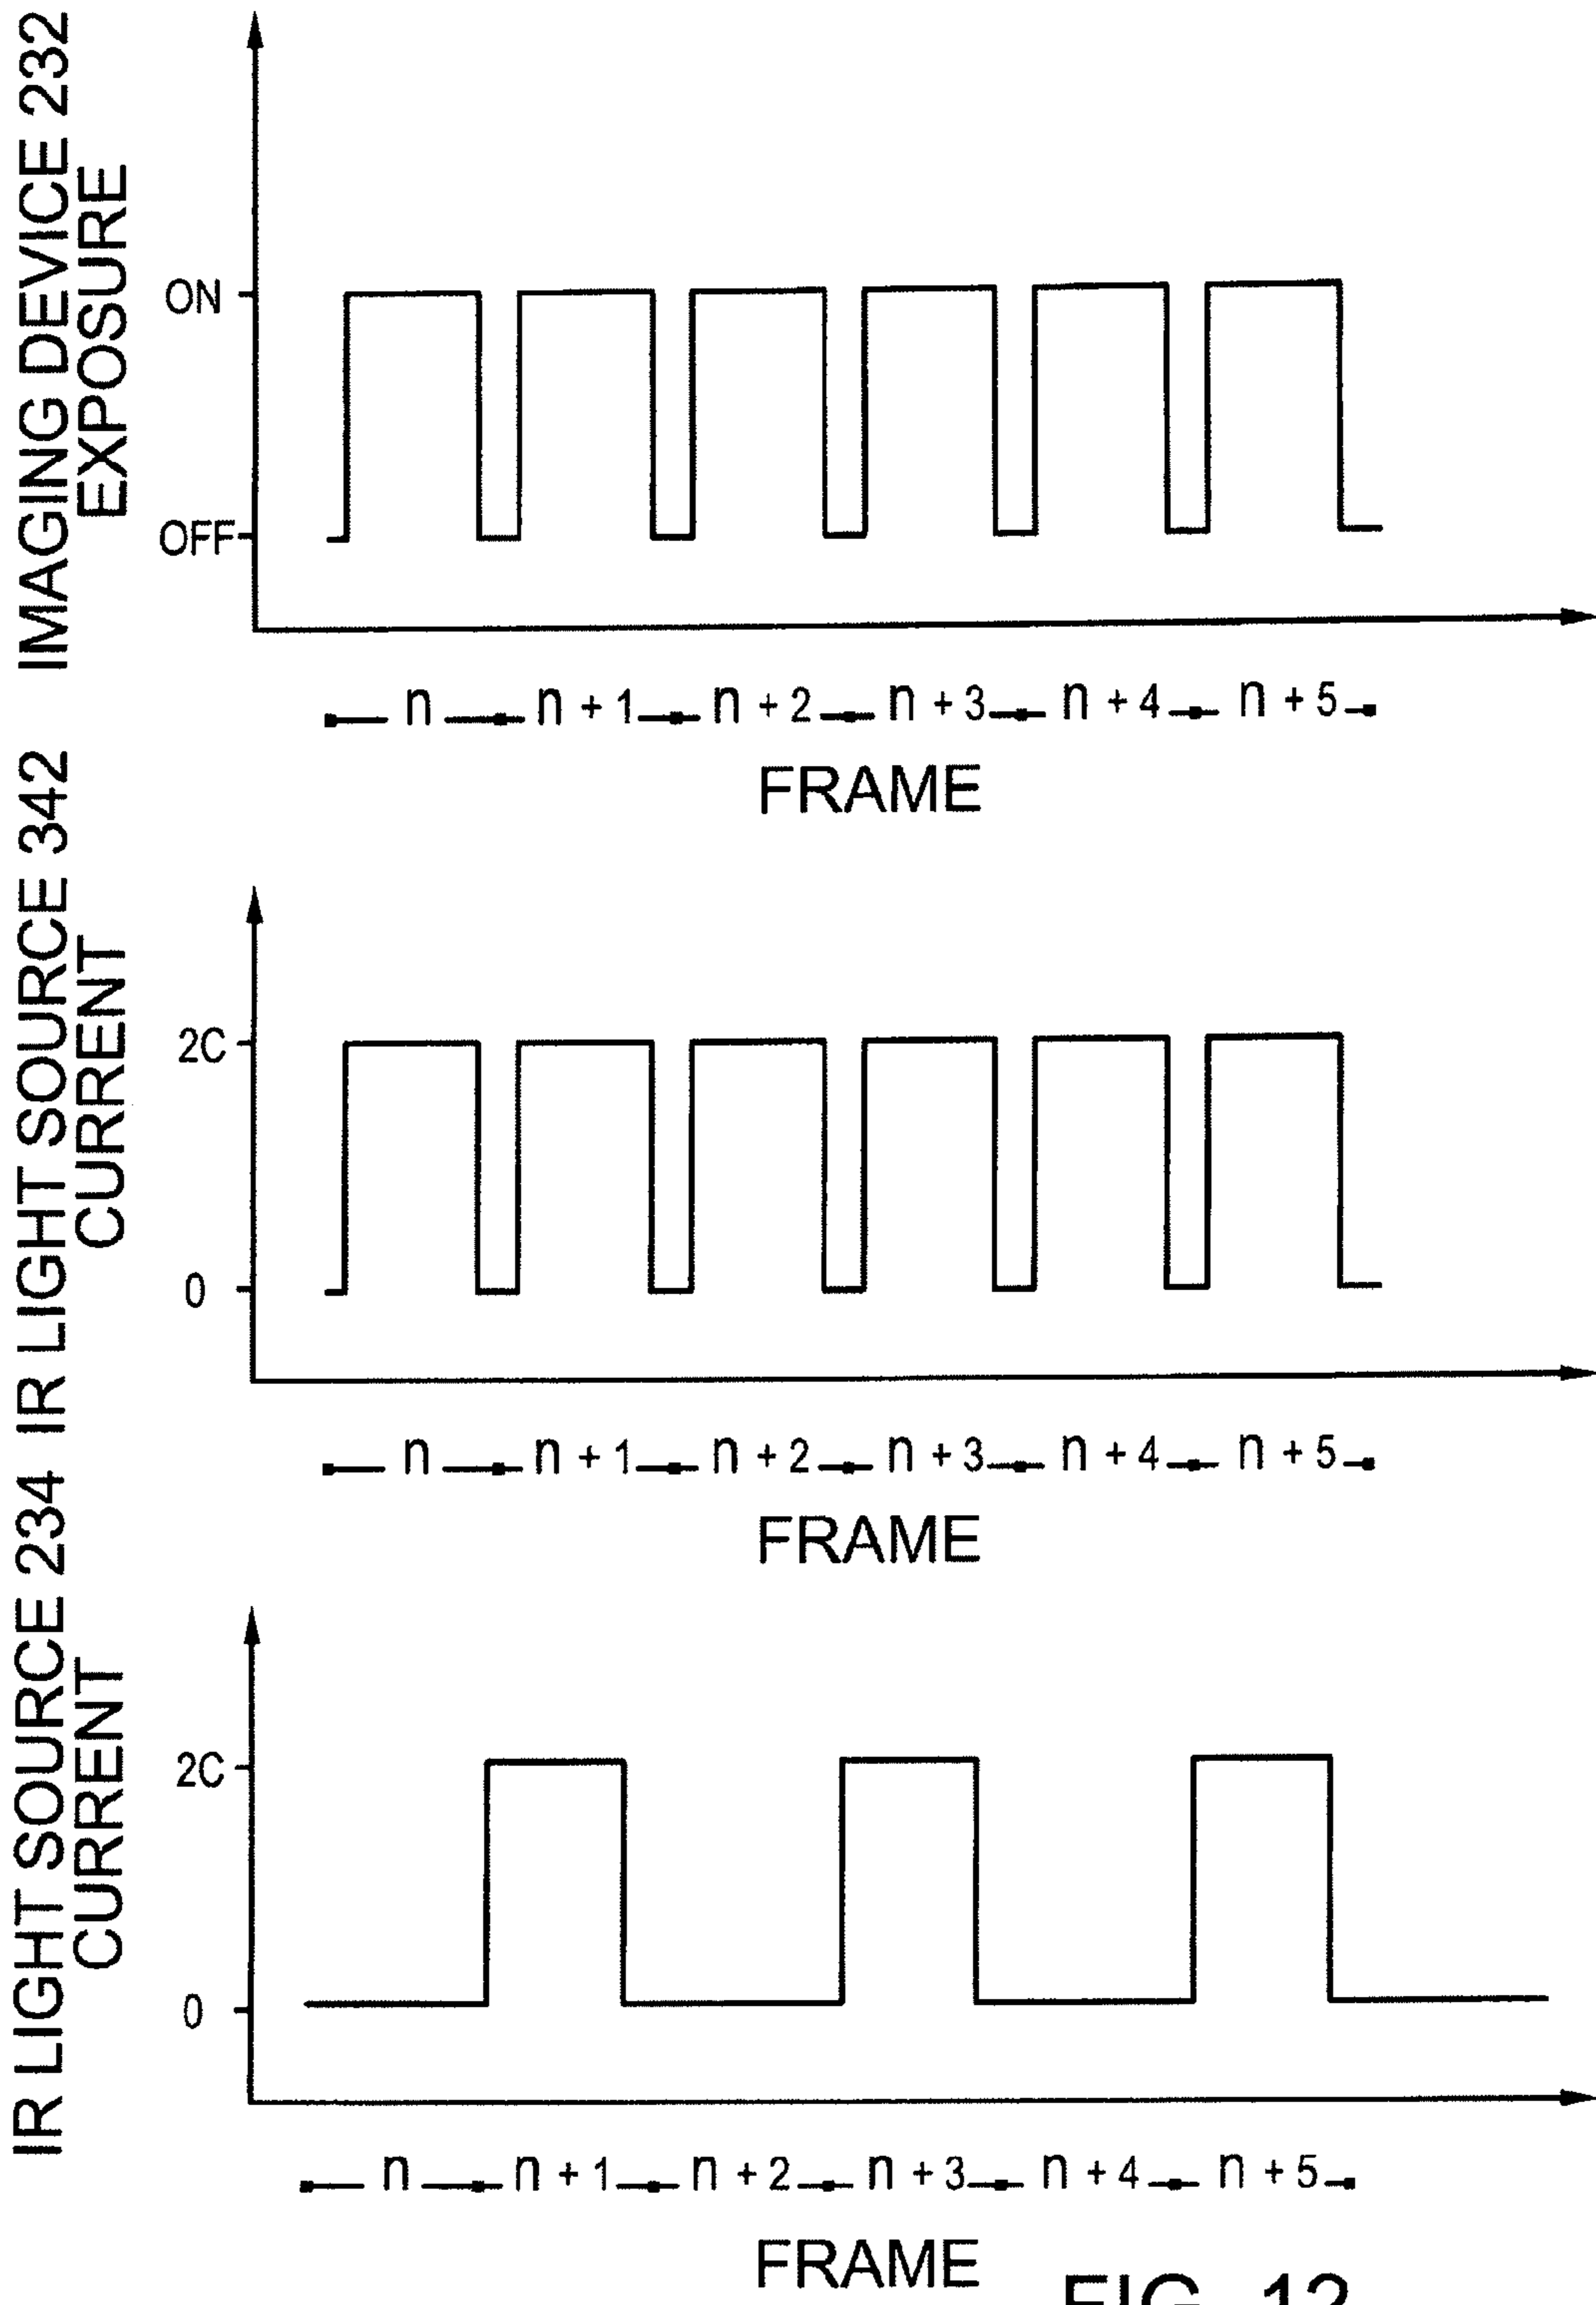 IMAGING DEVICE 232
EXPOSURE
ON
OFF
n n + 1 n + 2 n + 3 n + 4 n + 5
FRAME
IR LIGHT SOURCE 342
CURRENT
2C
0
n n + 1 n + 2 n + 3 n + 4 n + 5
FRAME
IR LIGHT SOURCE 234
CURRENT
2C
0
n n + 1 n + 2 n + 3 n + 4 n + 5
FRAME
FIG. 12